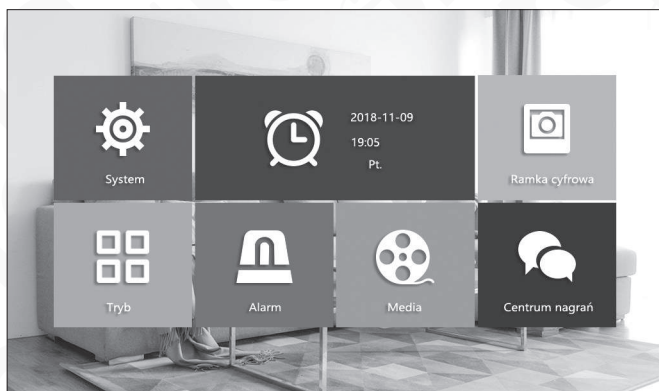 System
2018-11-09
19:05
Pt.
Ramka cyfrowa
Tryb
Alarm
Media
Centrum nagrań